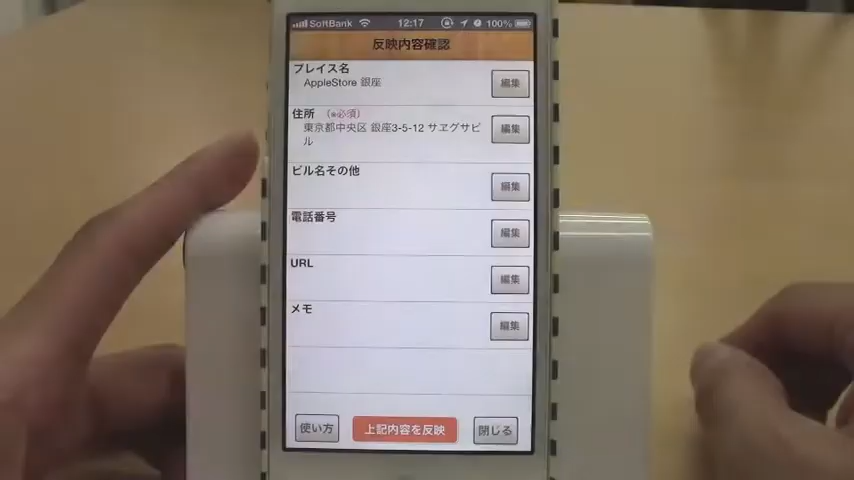 SoftBank 12:17 100%
反映内容確認
プレイス名
AppleStore 銀座
編集
住所 (※必須)
東京都中央区 銀座3-5-12 サヱグサビ
ル
編集
ビル名その他
編集
電話番号
編集
URL
編集
メモ
編集
使い方 上記内容を反映 閉じる